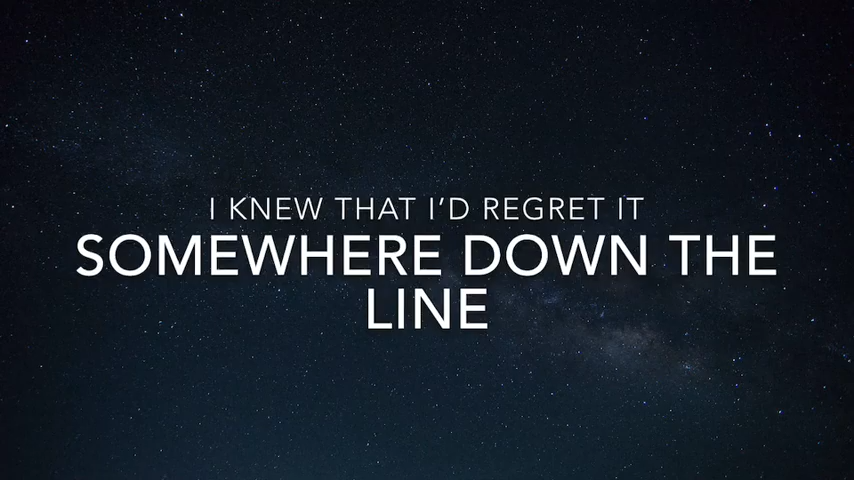 I KNEW THAT I’D REGRET IT
SOMEWHERE DOWN THE
LINE